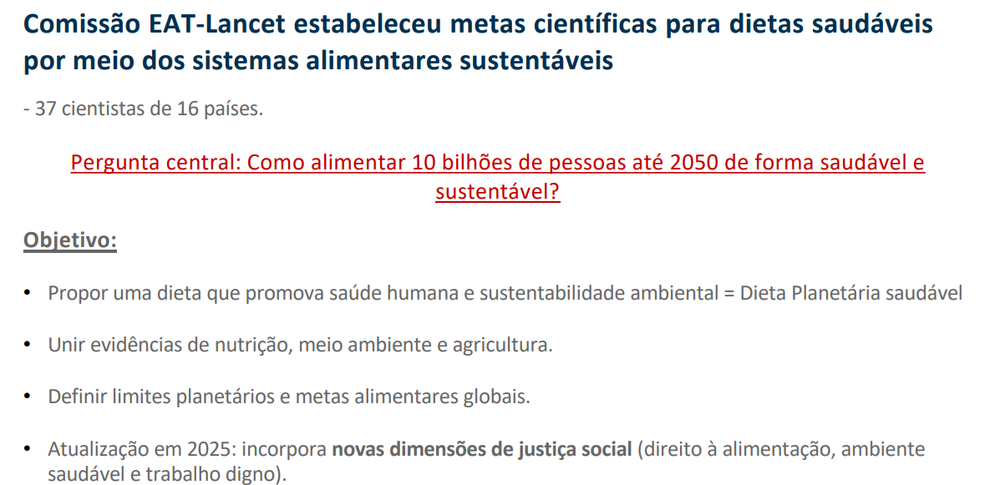 Comissão EAT-Lancet estabeleceu metas científicas para dietas saudáveis
por meio dos sistemas alimentares sustentáveis
- 37 cientistas de 16 países.
Pergunta central: Como alimentar 10 bilhões de pessoas até 2050 de forma saudável e
sustentável?
Objetivo:
• Propor uma dieta que promova saúde humana e sustentabilidade ambiental = Dieta Planetária saudável
• Unir evidências de nutrição, meio ambiente e agricultura.
• Definir limites planetários e metas alimentares globais.
• Atualização em 2025: incorpora novas dimensões de justiça social (direito à alimentação, ambiente
saudável e trabalho digno).